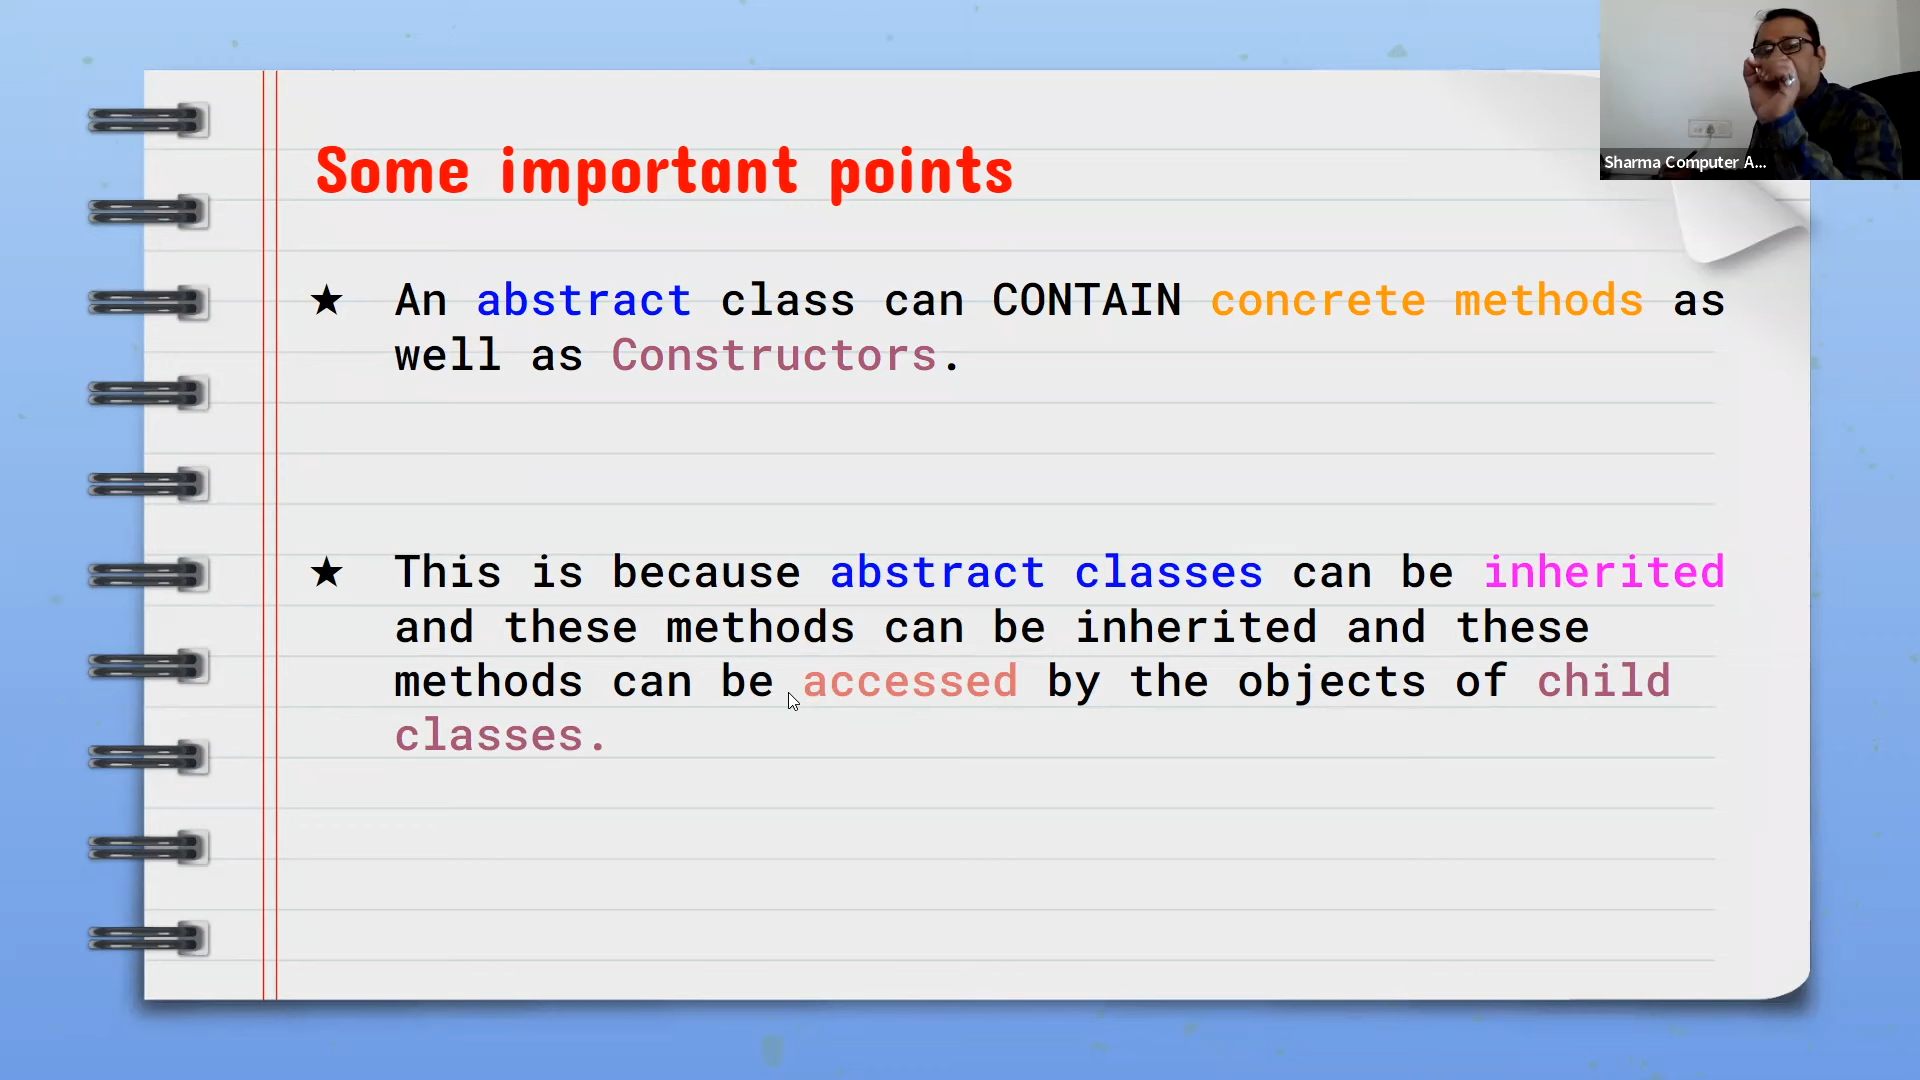 Sharma Computer A...
Some important points
★ An abstract class can CONTAIN concrete methods as
well as Constructors.
★ This is because abstract classes can be inherited
and these methods can be inherited and these
methods can be accessed by the objects of child
classes.